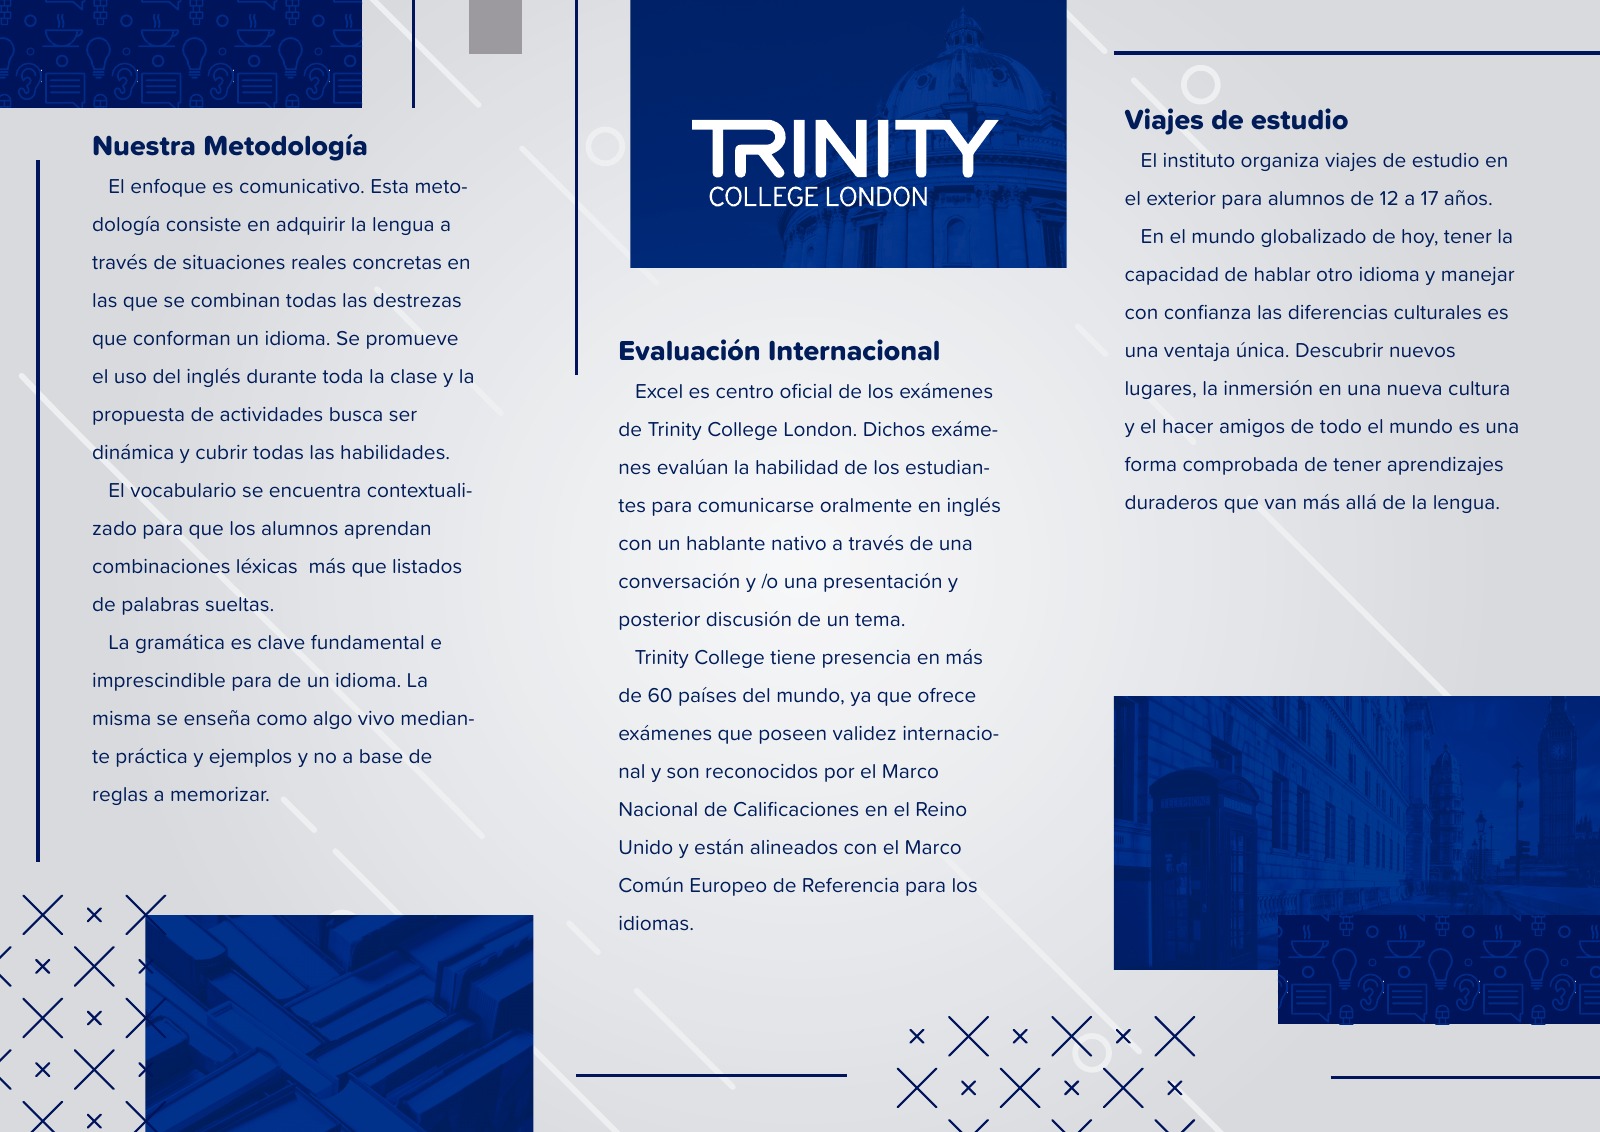 Nuestra Metodología
El enfoque es comunicativo. Esta meto-
dología consiste en adquirir la lengua a
través de situaciones reales concretas en
las que se combinan todas las destrezas
que conforman un idioma. Se promueve
el uso del inglés durante toda la clase y la
propuesta de actividades busca ser
dinámica y cubrir todas las habilidades.
El vocabulario se encuentra contextuali-
zado para que los alumnos aprendan
combinaciones léxicas  más que listados
de palabras sueltas.
La gramática es clave fundamental e
imprescindible para de un idioma. La
misma se enseña como algo vivo median-
te práctica y ejemplos y no a base de
reglas a memorizar.
TRINITY
COLLEGE LONDON
Evaluación Internacional
Excel es centro oficial de los exámenes
de Trinity College London. Dichos exáme-
nes evalúan la habilidad de los estudian-
tes para comunicarse oralmente en inglés
con un hablante nativo a través de una
conversación y /o una presentación y
posterior discusión de un tema.
Trinity College tiene presencia en más
de 60 países del mundo, ya que ofrece
exámenes que poseen validez internacio-
nal y son reconocidos por el Marco
Nacional de Calificaciones en el Reino
Unido y están alineados con el Marco
Común Europeo de Referencia para los
idiomas.
Viajes de estudio
El instituto organiza viajes de estudio en
el exterior para alumnos de 12 a 17 años.
En el mundo globalizado de hoy, tener la
capacidad de hablar otro idioma y manejar
con confianza las diferencias culturales es
una ventaja única. Descubrir nuevos
lugares, la inmersión en una nueva cultura
y el hacer amigos de todo el mundo es una
forma comprobada de tener aprendizajes
duraderos que van más allá de la lengua.